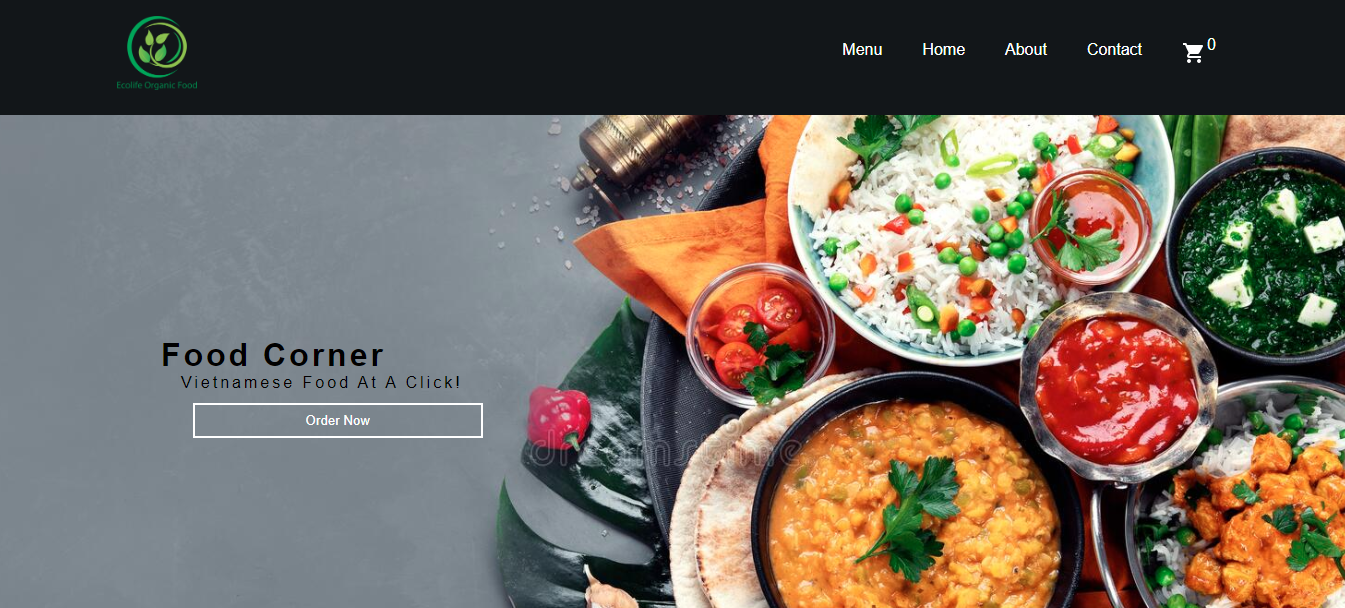 Ecolife Organic Food
Menu Home About Contact 0
Food Corner
Vietnamese Food At A Click!
Order Now
dreamstime